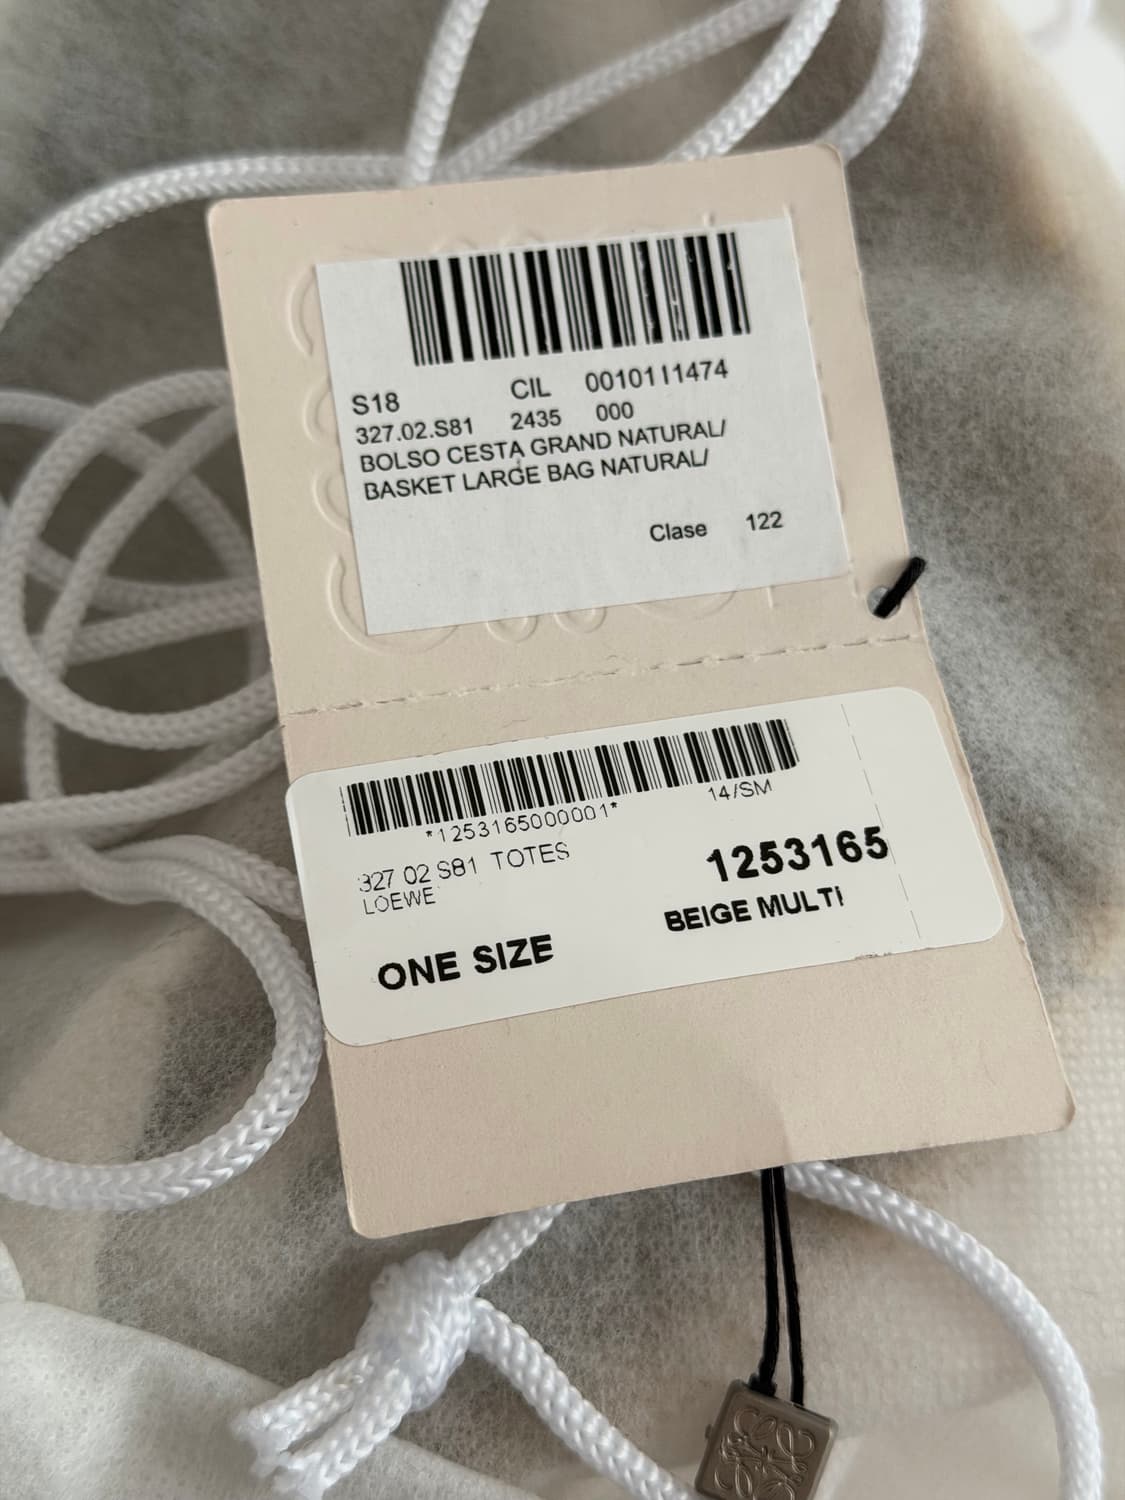 S18 CIL 0010111474
327.02.S81 2435 000
BOLSO CESTA GRAND NATURAL/
BASKET LARGE BAG NATURAL/
Clase 122
*1253165000001* 14/SM
327 02 S81 TOTES
LOEWE
1253165
BEIGE MULTI
ONE SIZE